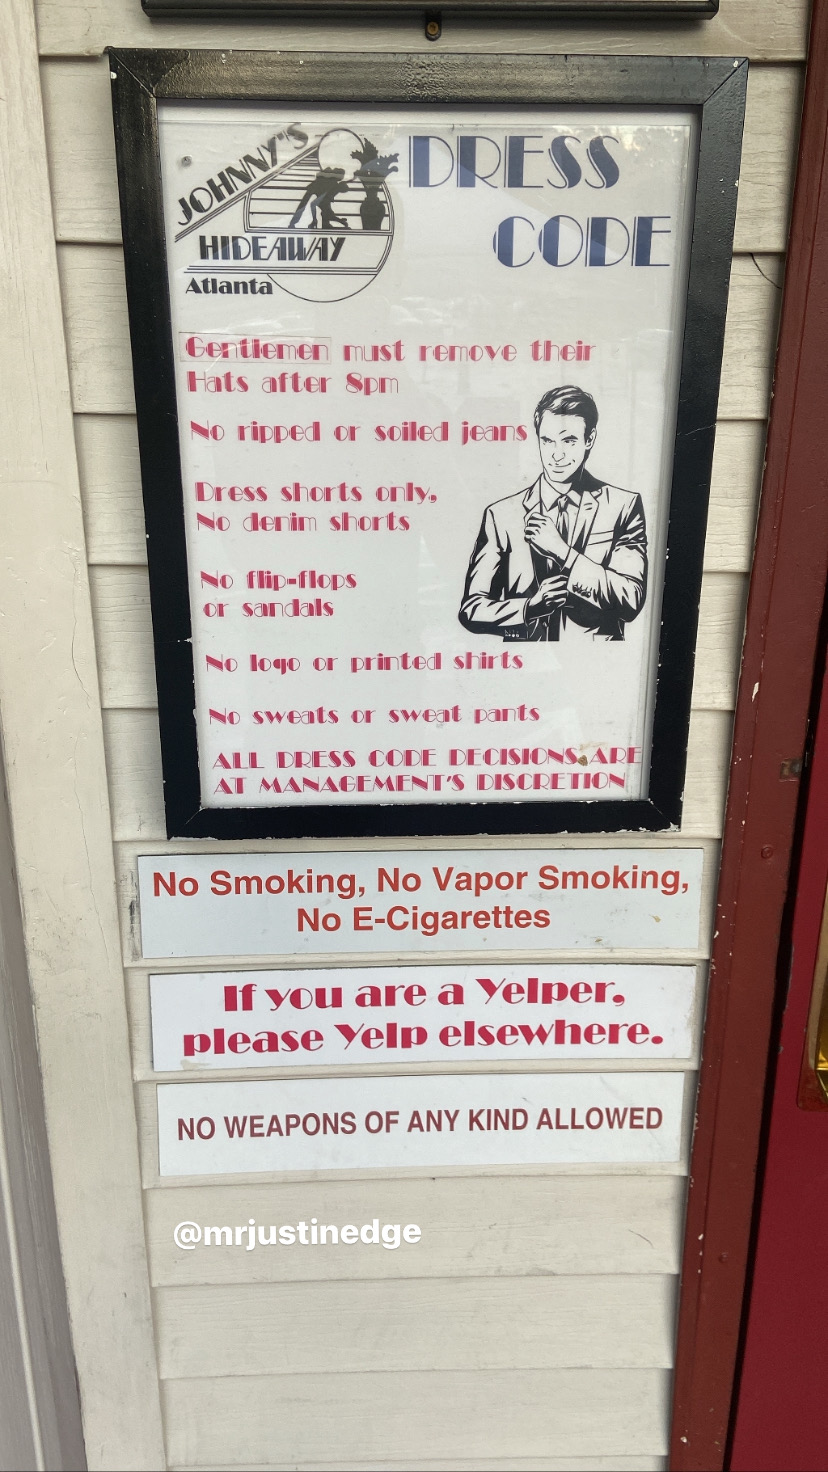 JOHNNY'S
HIDEAWAY
Atlanta
DRESS
CODE
Gentlemen must remove their
Hats after 8pm
No ripped or soiled jeans
Dress shorts only,
No denim shorts
No flip-flops
or sandals
No logo or printed shirts
No sweats or sweat pants
ALL DRESS CODE DECISIONS ARE
AT MANAGEMENT'S DISCRETION
No Smoking, No Vapor Smoking,
No E-Cigarettes
If you are a Yelper,
please Yelp elsewhere.
NO WEAPONS OF ANY KIND ALLOWED
@mrjustinedge